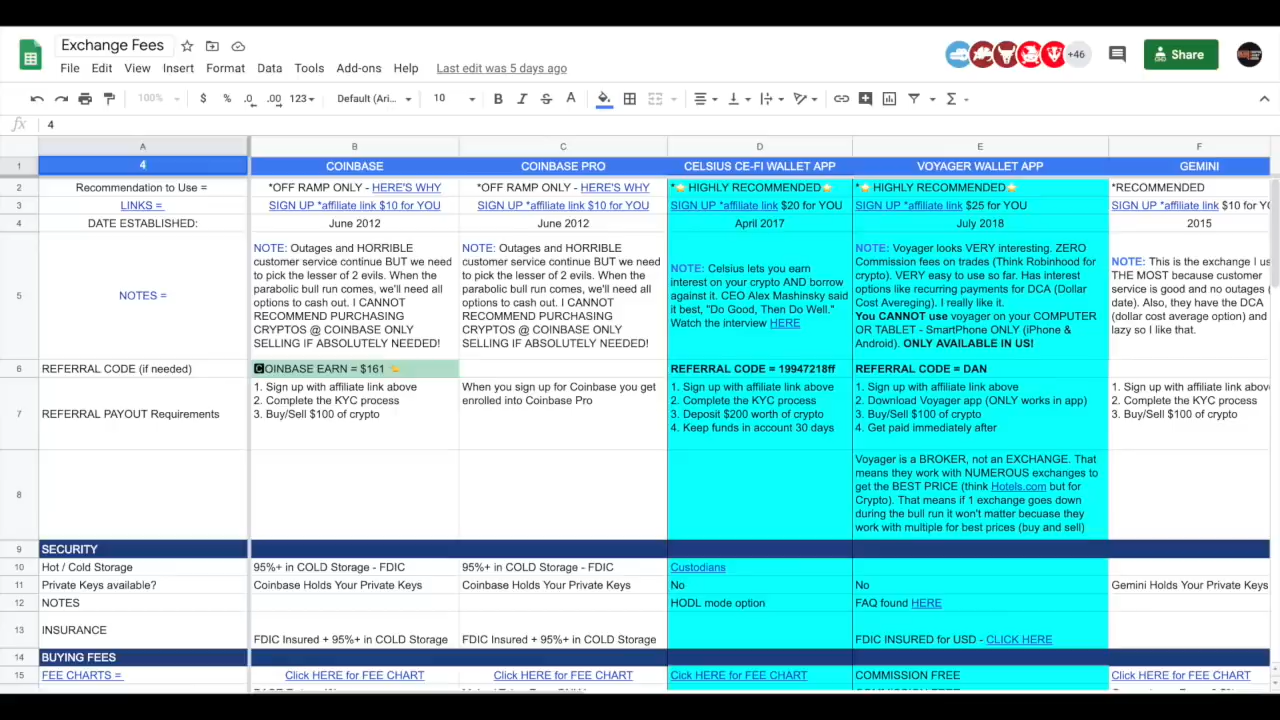 Exchange Fees
+46
Share
File Edit View Insert Format Data Tools Add-ons Help Last edit was 5 days ago
100% $ % .0 .00 123 Default (Ari... 10 B I S A
fx 4
A B C D E F
1 4 COINBASE COINBASE PRO CELSIUS CE-FI WALLET APP VOYAGER WALLET APP GEMINI
2 Recommendation to Use = *OFF RAMP ONLY - HERE'S WHY *OFF RAMP ONLY - HERE'S WHY *⭐ HIGHLY RECOMMENDED⭐ *⭐ HIGHLY RECOMMENDED⭐ *RECOMMENDED
3 LINKS = SIGN UP *affiliate link $10 for YOU SIGN UP *affiliate link $10 for YOU SIGN UP *affiliate link $20 for YOU SIGN UP *affiliate link $25 for YOU SIGN UP *affiliate link $10 for YO
4 DATE ESTABLISHED: June 2012 June 2012 April 2017 July 2018 2015
5 NOTES =
NOTE: Outages and HORRIBLE
customer service continue BUT we need
to pick the lesser of 2 evils. When the
parabolic bull run comes, we'll need all
options to cash out. I CANNOT
RECOMMEND PURCHASING
CRYPTOS @ COINBASE ONLY
SELLING IF ABSOLUTELY NEEDED!
NOTE: Outages and HORRIBLE
customer service continue BUT we need
to pick the lesser of 2 evils. When the
parabolic bull run comes, we'll need all
options to cash out. I CANNOT
RECOMMEND PURCHASING
CRYPTOS @ COINBASE ONLY
SELLING IF ABSOLUTELY NEEDED!
NOTE: Celsius lets you earn
interest on your crypto AND borrow
against it. CEO Alex Mashinsky said
it best, "Do Good, Then Do Well."
Watch the interview HERE
NOTE: Voyager looks VERY interesting. ZERO
Commission fees on trades (Think Robinhood for
crypto). VERY easy to use so far. Has interest
options like recurring payments for DCA (Dollar
Cost Avereging). I really like it.
You CANNOT use voyager on your COMPUTER
OR TABLET - SmartPhone ONLY (iPhone &
Android). ONLY AVAILABLE IN US!
NOTE: This is the exchange I us
THE MOST because customer
service is good and no outages (
date). Also, they have the DCA
(dollar cost average option) and
lazy so I like that.
6 REFERRAL CODE (if needed) COINBASE EARN = $161 REFERRAL CODE = 19947218ff REFERRAL CODE = DAN
7 REFERRAL PAYOUT Requirements
1. Sign up with affiliate link above
2. Complete the KYC process
3. Buy/Sell $100 of crypto
When you sign up for Coinbase you get
enrolled into Coinbase Pro
1. Sign up with affiliate link above
2. Complete the KYC process
3. Deposit $200 worth of crypto
4. Keep funds in account 30 days
1. Sign up with affiliate link above
2. Download Voyager app (ONLY works in app)
3. Buy/Sell $100 of crypto
4. Get paid immediately after
1. Sign up with affiliate link above
2. Complete the KYC process
3. Buy/Sell $100 of crypto
8
Voyager is a BROKER, not an EXCHANGE. That
means they work with NUMEROUS exchanges to
get the BEST PRICE (think Hotels.com but for
Crypto). That means if 1 exchange goes down
during the bull run it won't matter becuase they
work with multiple for best prices (buy and sell)
9 SECURITY
10 Hot / Cold Storage 95%+ in COLD Storage - FDIC 95%+ in COLD Storage - FDIC Custodians
11 Private Keys available? Coinbase Holds Your Private Keys Coinbase Holds Your Private Keys No No Gemini Holds Your Private Keys
12 NOTES HODL mode option FAQ found HERE
13 INSURANCE FDIC Insured + 95%+ in COLD Storage FDIC Insured + 95%+ in COLD Storage FDIC INSURED for USD - CLICK HERE
14 BUYING FEES
15 FEE CHARTS = Click HERE for FEE CHART Click HERE for FEE CHART Click HERE for FEE CHART COMMISSION FREE Click HERE for FEE CHART